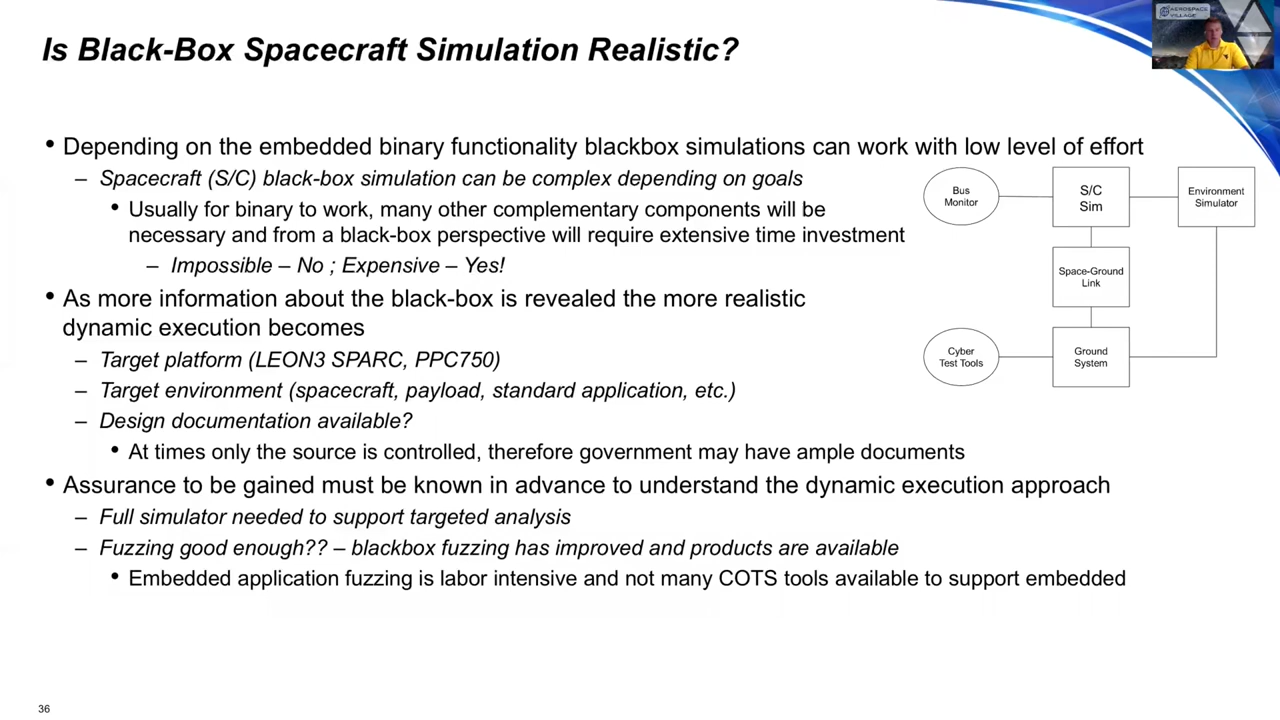 Is Black-Box Spacecraft Simulation Realistic?
AEROSPACE
VILLAGE
• Depending on the embedded binary functionality blackbox simulations can work with low level of effort
– Spacecraft (S/C) black-box simulation can be complex depending on goals
• Usually for binary to work, many other complementary components will be
necessary and from a black-box perspective will require extensive time investment
– Impossible – No ; Expensive – Yes!
• As more information about the black-box is revealed the more realistic
dynamic execution becomes
– Target platform (LEON3 SPARC, PPC750)
– Target environment (spacecraft, payload, standard application, etc.)
– Design documentation available?
• At times only the source is controlled, therefore government may have ample documents
• Assurance to be gained must be known in advance to understand the dynamic execution approach
– Full simulator needed to support targeted analysis
– Fuzzing good enough?? – blackbox fuzzing has improved and products are available
• Embedded application fuzzing is labor intensive and not many COTS tools available to support embedded
Bus
Monitor
S/C
Sim
Environment
Simulator
Space-Ground
Link
Cyber
Test Tools
Ground
System
36